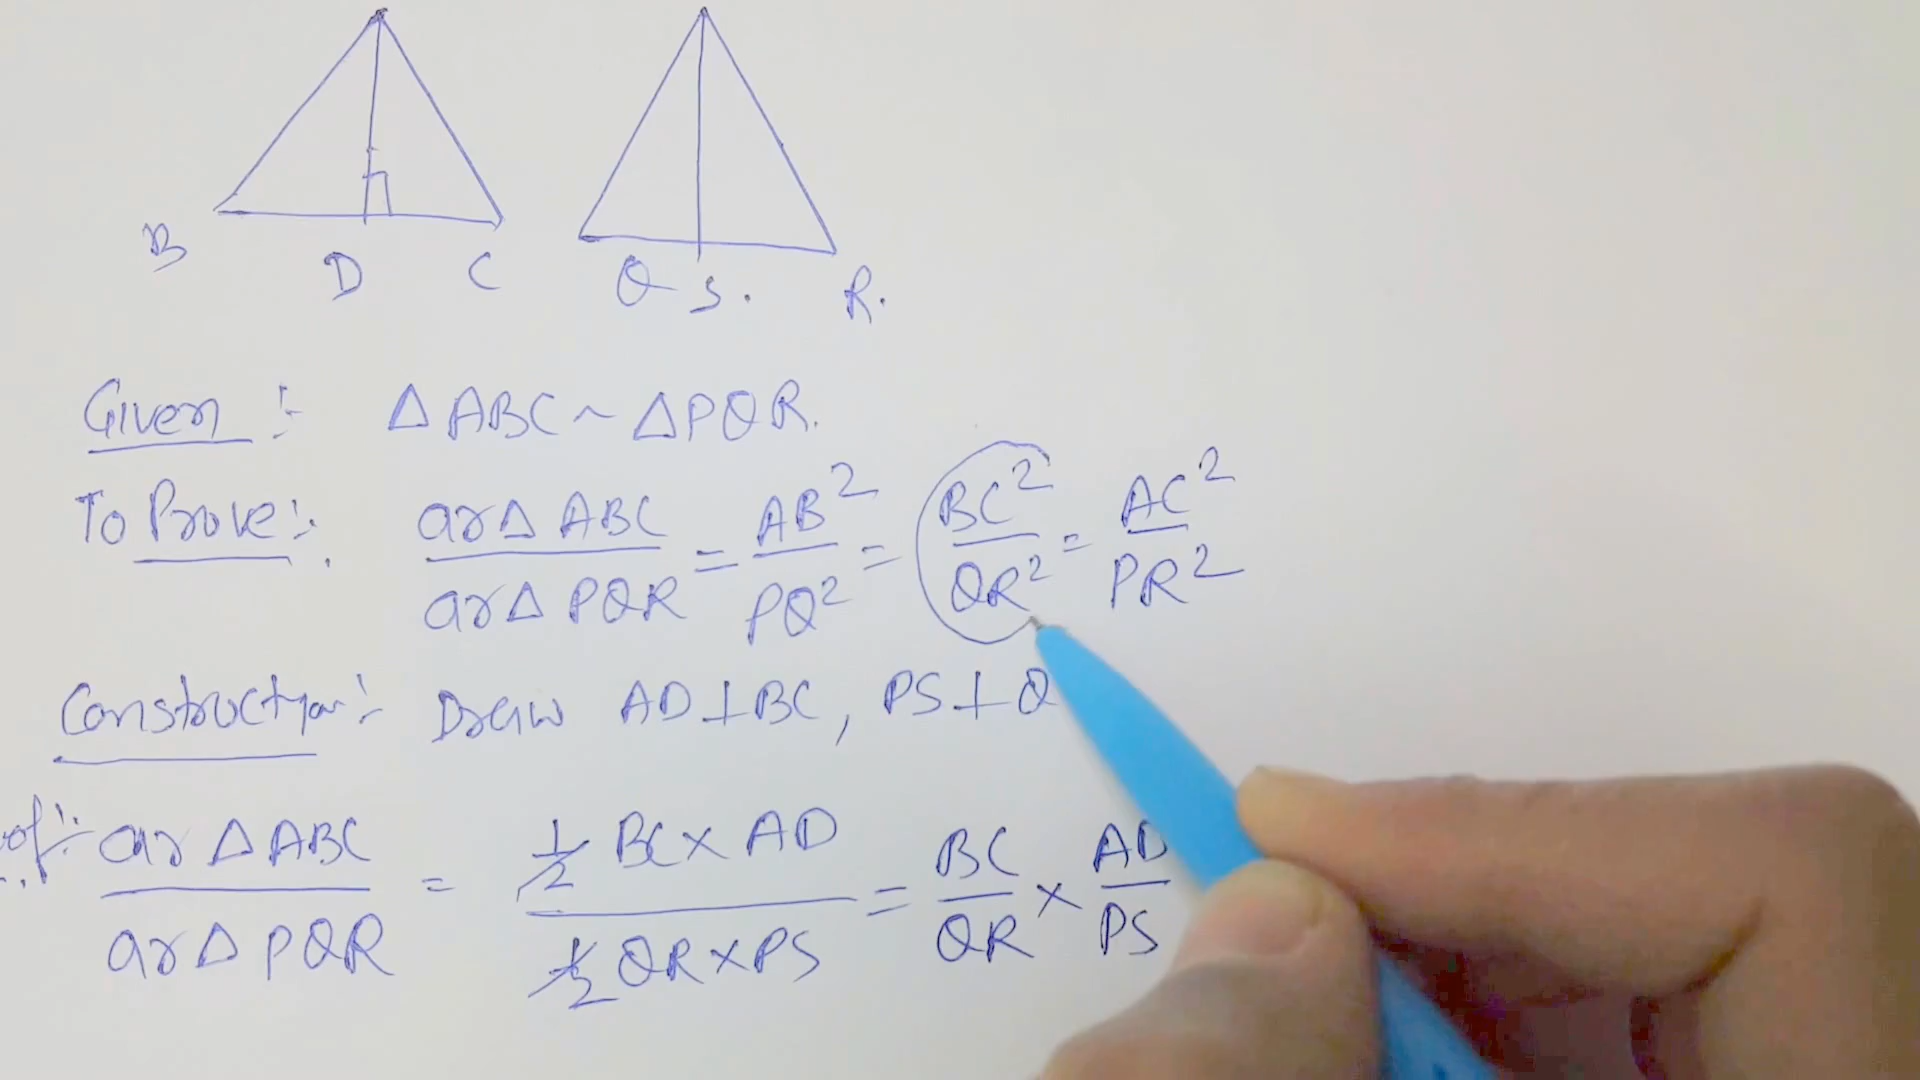 B D C Q S. R.
Given :- △ABC ~ △PQR.
To Prove :- ar△ABC / ar△PQR = AB² / PQ² = BC² / QR² = AC² / PR²
Construction :- Draw AD⊥BC, PS⊥Q
of :- ar△ABC / ar△PQR = 1/2 BC×AD / 1/2 QR×PS = BC / QR × AD / PS